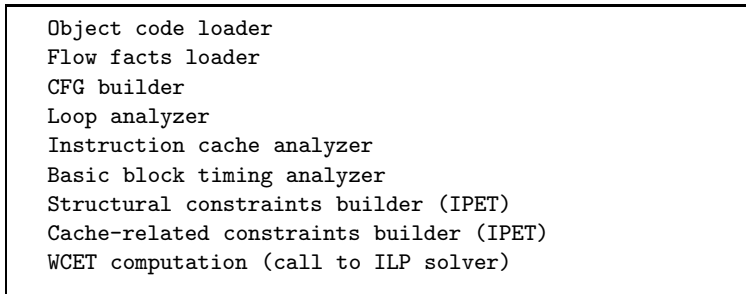 Object code loader
Flow facts loader
CFG builder
Loop analyzer
Instruction cache analyzer
Basic block timing analyzer
Structural constraints builder (IPET)
Cache-related constraints builder (IPET)
WCET computation (call to ILP solver)